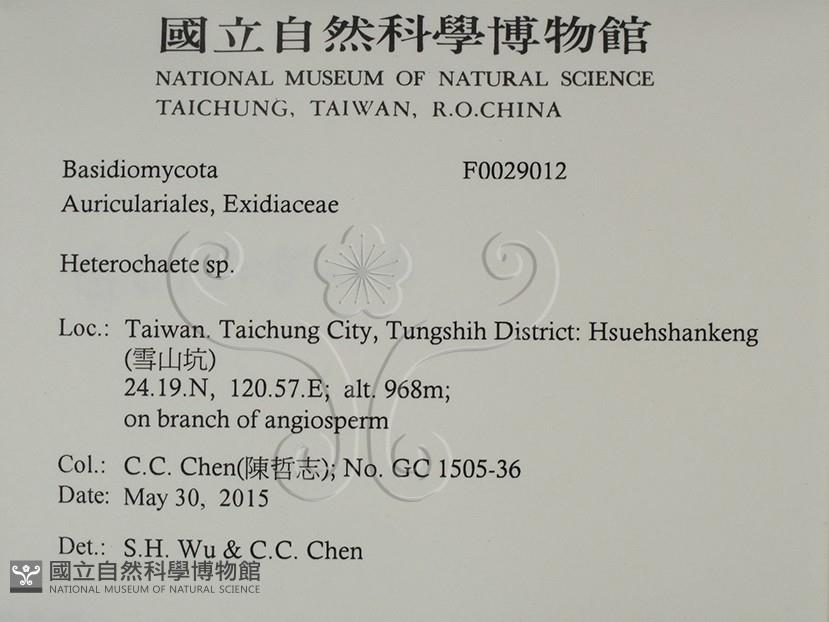 國立自然科學博物館
NATIONAL MUSEUM OF NATURAL SCIENCE
TAICHUNG, TAIWAN, R.O.CHINA
Basidiomycota F0029012
Auriculariales, Exidiaceae
Heterochaete sp.
Loc.: Taiwan. Taichung City, Tungshih District: Hsuehshankeng
(雪山坑)
24.19.N, 120.57.E; alt. 968m;
on branch of angiosperm
Col.: C.C. Chen(陳哲志); No. GC 1505-36
Date: May 30, 2015
Det.: S.H. Wu & C.C. Chen
國立自然科學博物館
NATIONAL MUSEUM OF NATURAL SCIENCE